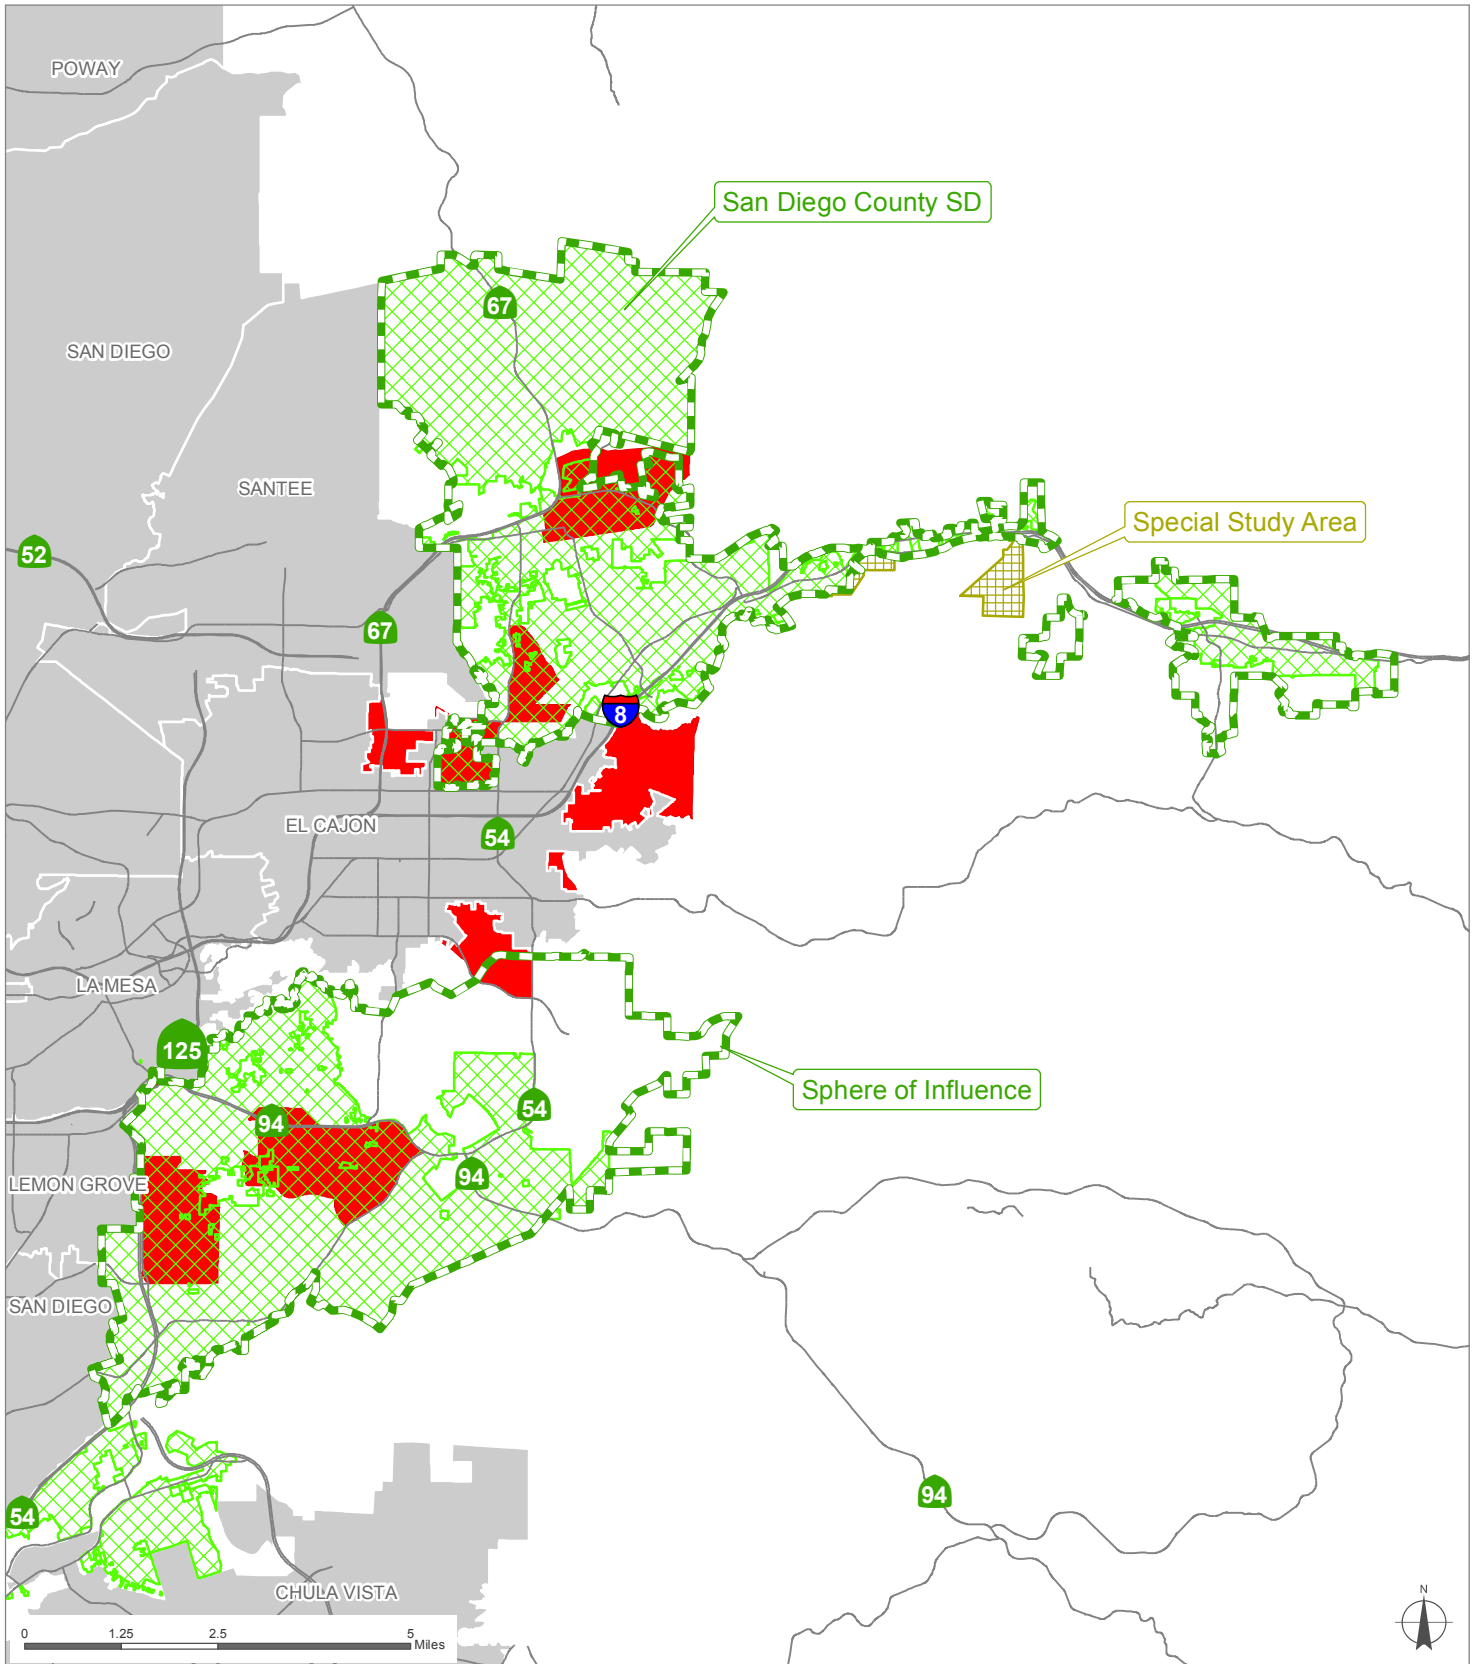 POWAY
San Diego County SD
67
SAN DIEGO
SANTEE
Special Study Area
52
67
8
EL CAJON
54
LA MESA
125
Sphere of Influence
54
94
94
LEMON GROVE
SAN DIEGO
94
54
CHULA VISTA
N
0 1.25 2.5 5
Miles